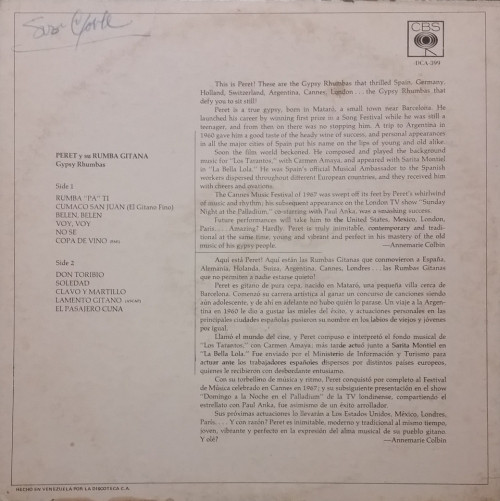 CBS
DCA-399
This is Peret! These are the Gypsy Rhumbas that thrilled Spain, Germany,
Holland, Switzerland, Argentina, Cannes, London . . . the Gypsy Rhumbas that
defy you to sit still!
Peret is a true gypsy, born in Mataró, a small town near Barcelona. He
launched his career by winning first prize in a Song Festival while he was still a
teenager, and from then on there was no stopping him. A trip to Argentina in
1960 gave him a good taste of the heady wine of success, and personal appearances
in all the major cities of Spain put his name on the lips of young and old alike.
Soon the film world beckoned. He composed and played the background
music for "Los Tarantos," with Carmen Amaya, and appeared with Sarita Montiel
in "La Bella Lola." He was Spain's official Musical Ambassador to the Spanish
workers dispersed throughout different European countries, and they received him
with cheers and ovations.
The Cannes Music Festival of 1967 was swept off its feet by Peret's whirlwind
of music and rhythm; his subsequent appearance on the London TV show "Sunday
Night at the Palladium," co-starring with Paul Anka, was a smashing success.
Future performances will take him to the United States, Mexico, London,
Paris. . . . Amazing? Hardly. Peret is truly inimitable, contemporary and tradi-
tional at the same time, young and vibrant and perfect in his mastery of the old
music of his gypsy people.
—Annemarie Colbin
PERET y su RUMBA GITANA
Gypsy Rhumbas
Side 1
RUMBA "PA" TI
CUMACO SAN JUAN (El Gitano Fino)
BELEN, BELEN
VOY, VOY
NO SE
COPA DE VINO
Side 2
DON TORIBIO
SOLEDAD
CLAVO Y MARTILLO
LAMENTO GITANO
EL PASAJERO CUNA
Aquí está Peret! Aquí están las Rumbas Gitanas que conmovieron a España,
Alemania, Holanda, Suiza, Argentina, Cannes, Londres . . . las Rumbas Gitanas
que no permiten a nadie estarse quieto!
Peret es gitano de pura cepa, nacido en Mataró, una pequeña villa cerca de
Barcelona. Comenzó su carrera artística al ganar un concurso de canciones siendo
aún adolescente, y de ahí en adelante no hubo quién lo parase. Un viaje a la Argen-
tina en 1960 le dio a gustar las mieles del éxito, y actuaciones personales en las
principales ciudades españolas pusieron su nombre en los labios de viejos y jóvenes
por igual.
Llamó el mundo del cine, y Peret compuso e interpretó el fondo musical de
"Los Tarantos," con Carmen Amaya; más tarde actuó junto a Sarita Montiel en
"La Bella Lola." Fue enviado por el Ministerio de Información y Turismo para
actuar ante los trabajadores españoles dispersos por distintos países europeos,
quienes le recibieron con desbordante entusiasmo.
Con su torbellino de música y ritmo, Peret conquistó por completo al Festival
de Música celebrado en Cannes en 1967; y su subsiguiente presentación en el show
"Domingo a la Noche en el Palladium" de la TV londinense, compartiendo el
estrellato con Paul Anka, fue asimismo de un éxito arrollador.
Sus próximas actuaciones lo llevarán a Los Estados Unidos, México, Londres,
París. . . . Y con razón? Peret es inimitable, moderno y tradicional al mismo tiempo,
joven, vibrante y perfecto en la expresión del alma musical de su pueblo gitano.
Y olé?
—Annemarie Colbin
HECHO EN VENEZUELA POR LA DISCOTECA C.A.